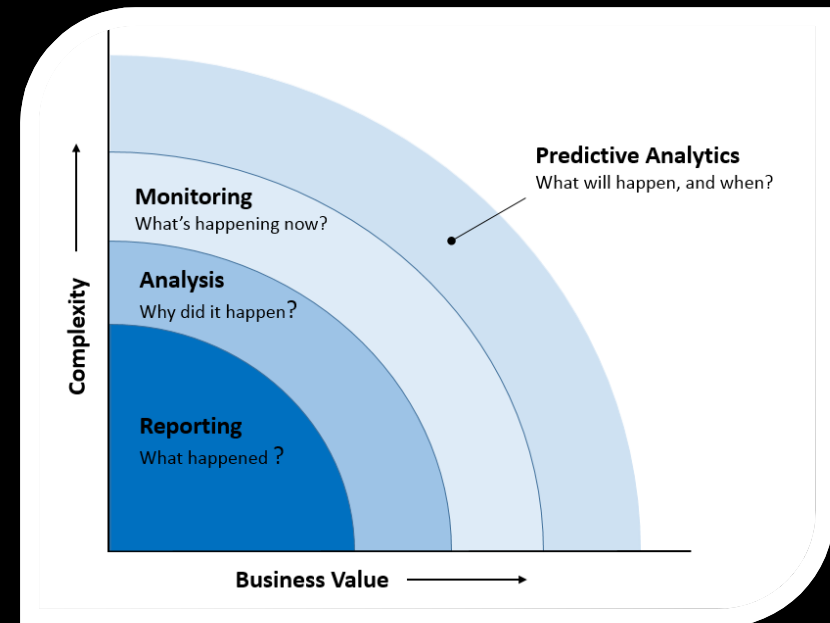 Predictive Analytics
What will happen, and when?
Monitoring
What's happening now?
Analysis
Why did it happen?
Reporting
What happened ?
Complexity
Business Value